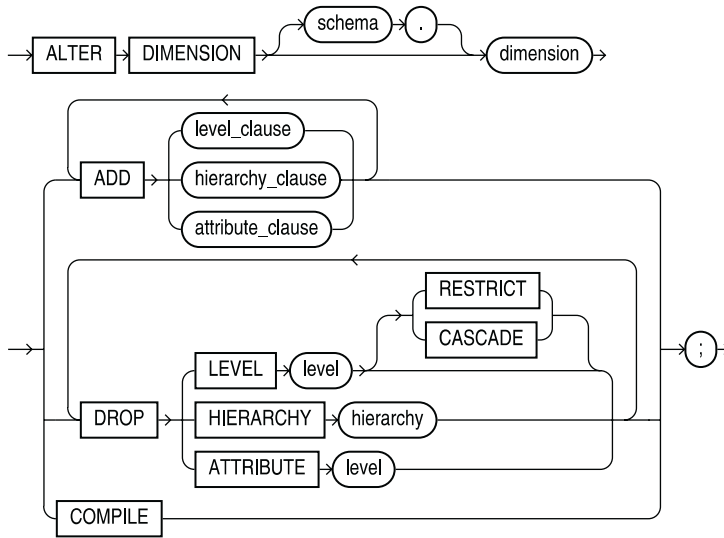 schema .
ALTER DIMENSION dimension
level_clause
ADD hierarchy_clause
attribute_clause
RESTRICT
CASCADE
LEVEL level ;
DROP HIERARCHY hierarchy
ATTRIBUTE level
COMPILE